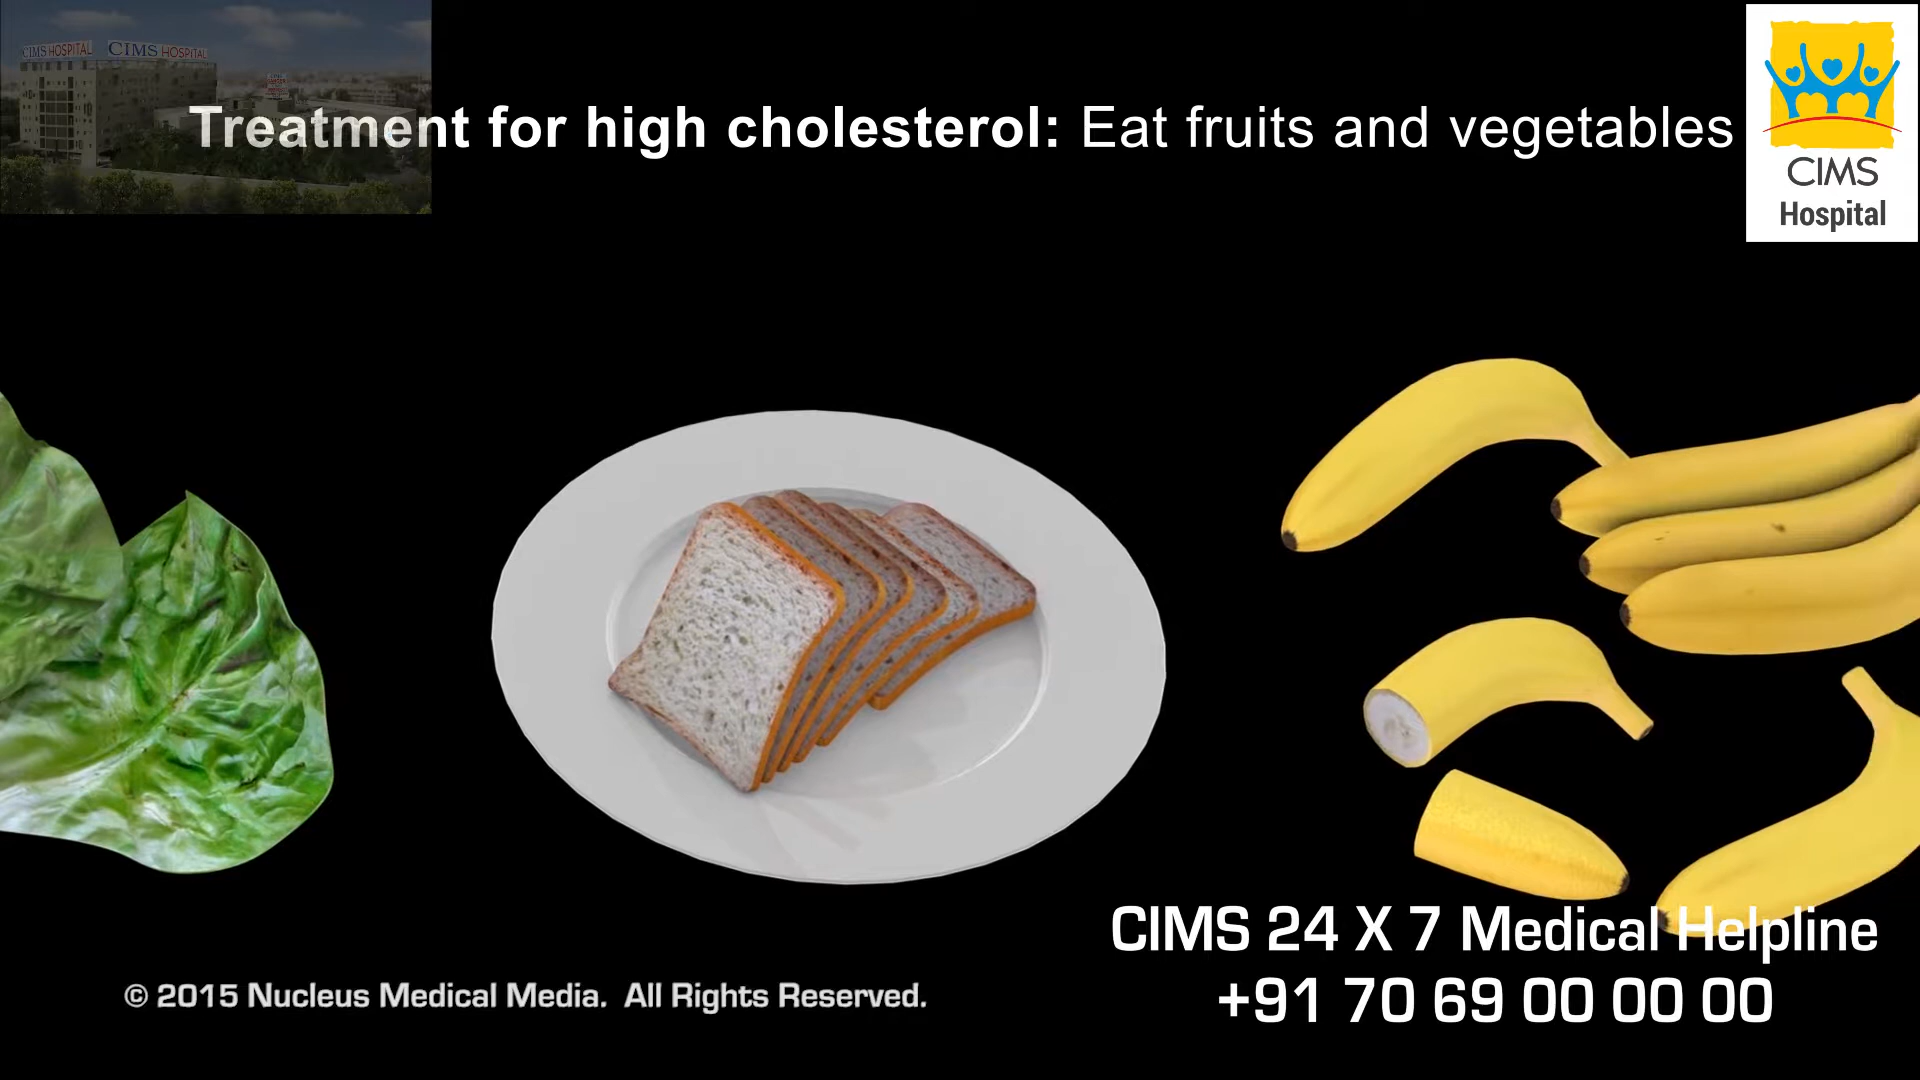 CIMS HOSPITAL CIMS HOSPITAL
Treatment for high cholesterol: Eat fruits and vegetables
CIMS
Hospital
CIMS 24 X 7 Medical Helpline
+91 70 69 00 00 00
© 2015 Nucleus Medical Media. All Rights Reserved.